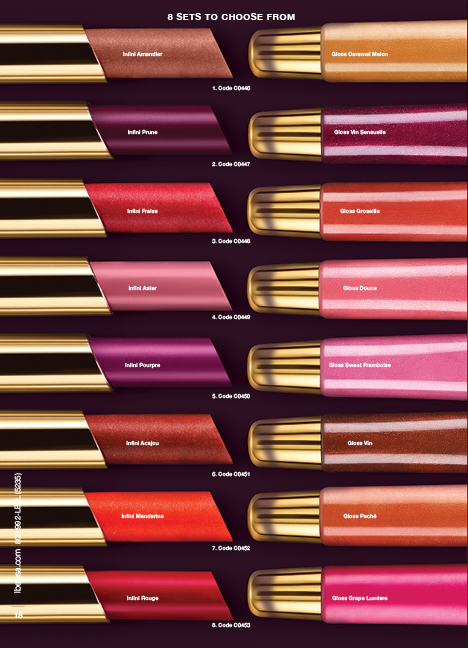 8 SETS TO CHOOSE FROM
Infini Amandier
Gloss Caramel Melon
1. Code C0446
Infini Prune
Gloss Vin Sensuelle
2. Code C0447
Infini Fraise
Gloss Groseille
3. Code C0448
Infini Aster
Gloss Douce
4. Code C0449
Infini Pourpre
Gloss Sweet Framboise
5. Code C0450
Infini Acajou
Gloss Vin
6. Code C0451
Infini Mandarine
Gloss Peché
7. Code C0452
Infini Rouge
Gloss Grape Lumiere
8. Code C0453
(5235)
18